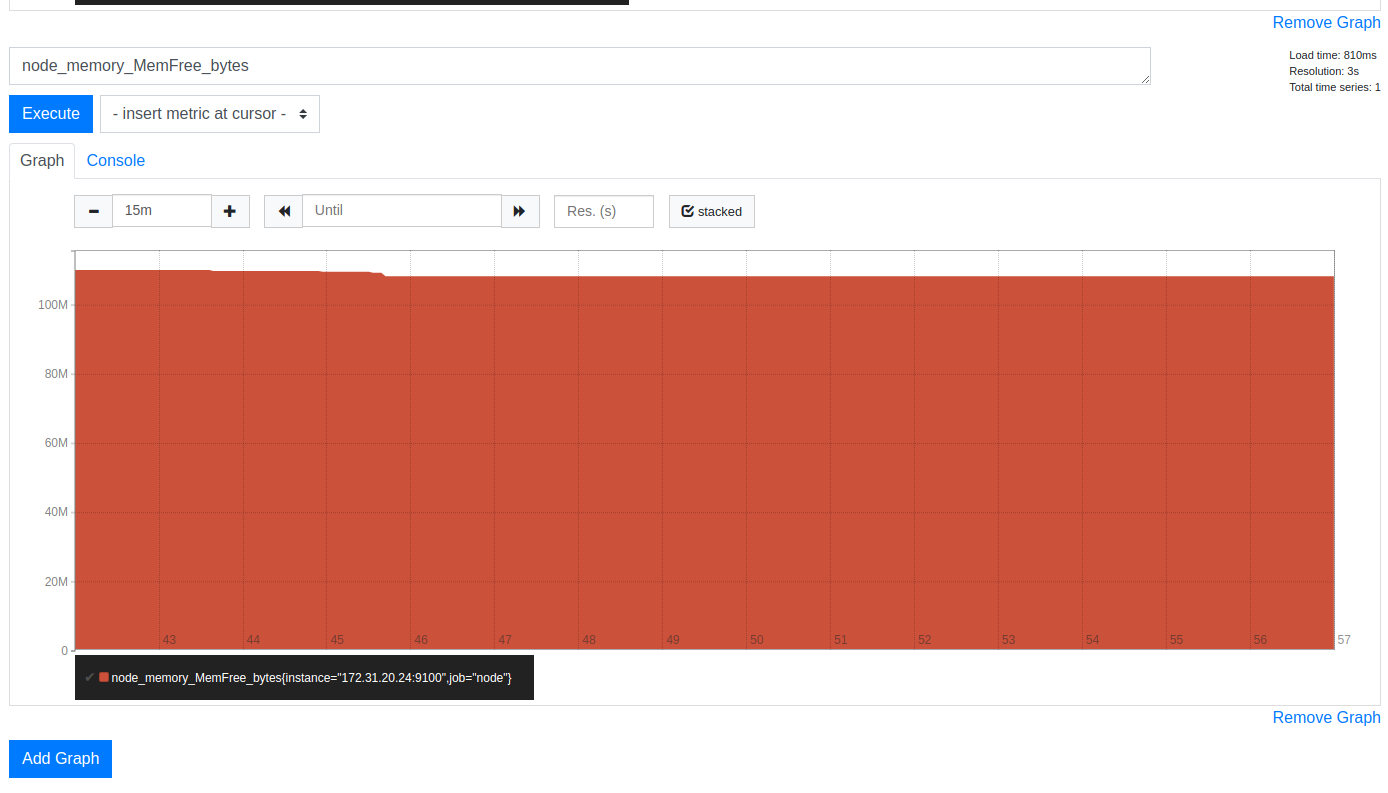 Remove Graph
node_memory_MemFree_bytes
Load time: 810ms
Resolution: 3s
Total time series: 1
Execute
- insert metric at cursor -
Graph Console
15m Until Res. (s) stacked
100M
80M
60M
40M
20M
0
43 44 45 46 47 48 49 50 51 52 53 54 55 56 57
node_memory_MemFree_bytes{instance="172.31.20.24:9100",job="node"}
Remove Graph
Add Graph